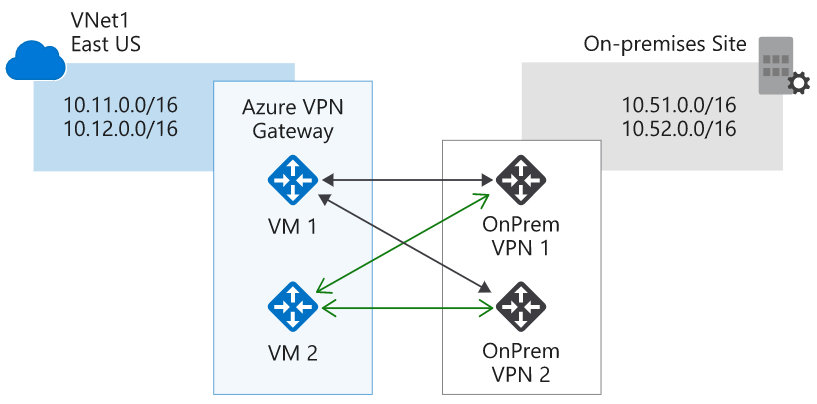 VNet1
East US
On-premises Site
10.11.0.0/16
10.12.0.0/16
Azure VPN
Gateway
10.51.0.0/16
10.52.0.0/16
VM 1
OnPrem
VPN 1
VM 2
OnPrem
VPN 2